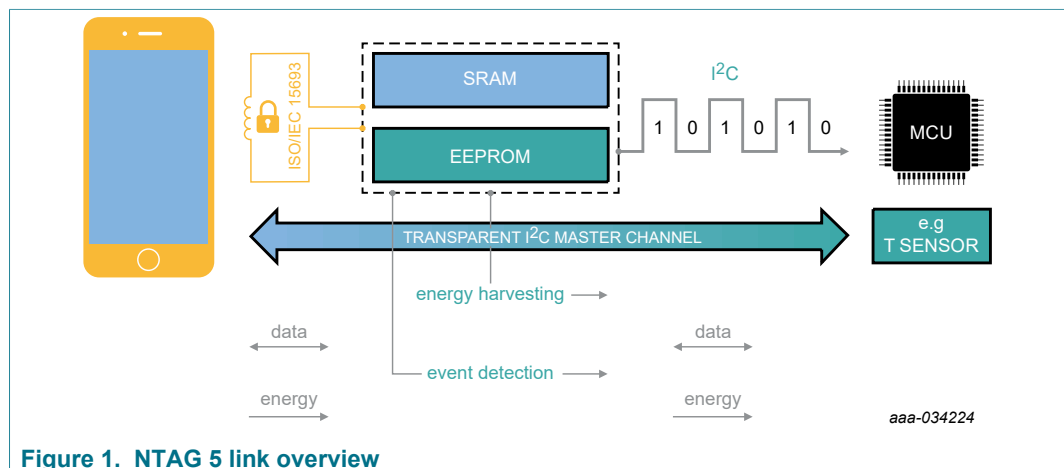 ISO/IEC 15693
SRAM
EEPROM
I²C
1 0 1 0 1 0
MCU
TRANSPARENT I²C MASTER CHANNEL
e.g
T SENSOR
energy harvesting
data
data
event detection
energy
energy
aaa-034224
Figure 1. NTAG 5 link overview